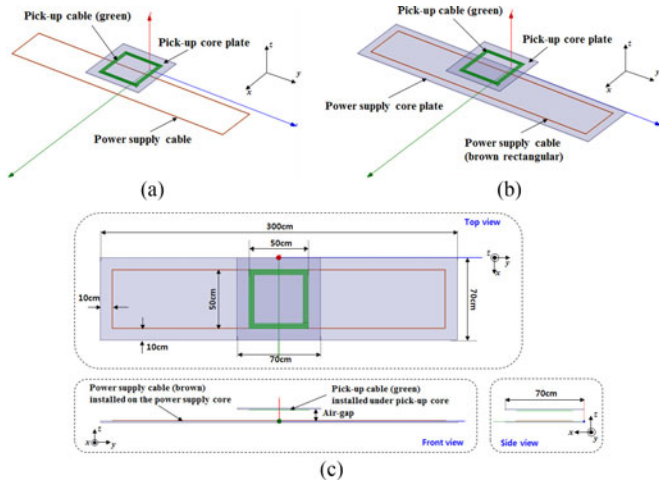 Pick-up cable (green)
Pick-up core plate
Power supply cable
z
y
x
(a)
Pick-up cable (green)
Pick-up core plate
Power supply core plate
Power supply cable
(brown rectangular)
z
y
x
(b)
Top view
300cm
50cm
z
y
x
10cm
50cm
70cm
10cm
70cm
Power supply cable (brown)
installed on the power supply core
Pick-up cable (green)
installed under pick-up core
Air-gap
z
x
y
Front view
70cm
z
x
y
Side view
(c)